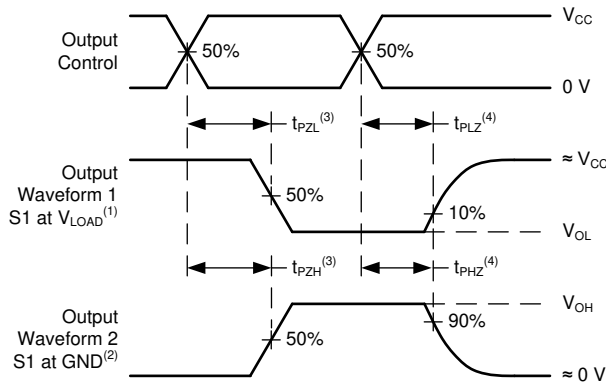 V_CC
Output
Control
50%
50%
0 V
t_PZL^(3)
t_PLZ^(4)
Output
Waveform 1
S1 at V_LOAD^(1)
≈ V_CC
50%
10%
V_OL
t_PZH^(3)
t_PHZ^(4)
Output
Waveform 2
S1 at GND^(2)
V_OH
50%
90%
≈ 0 V